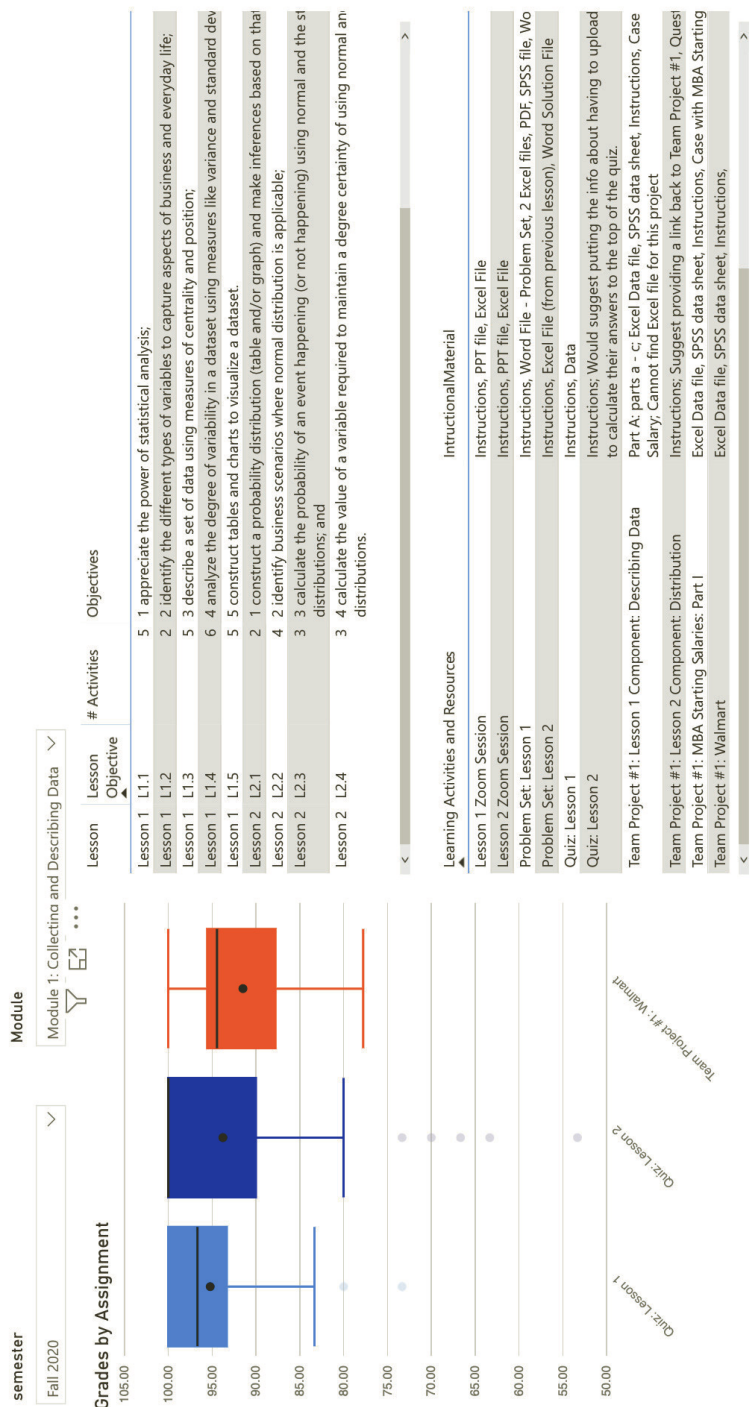 semester
Fall 2020
Module
Module 1: Collecting and Describing Data
Grades by Assignment
105.00
100.00
95.00
90.00
85.00
80.00
75.00
70.00
65.00
60.00
55.00
50.00
Quiz: Lesson 1
Quiz: Lesson 2
Team Project #1: Walmart
Lesson Lesson Objective # Activities Objectives
Lesson 1 L1.1 5 1 appreciate the power of statistical analysis;
Lesson 1 L1.2 2 2 identify the different types of variables to capture aspects of business and everyday life;
Lesson 1 L1.3 5 3 describe a set of data using measures of centrality and position;
Lesson 1 L1.4 6 4 analyze the degree of variability in a dataset using measures like variance and standard dev
Lesson 1 L1.5 5 5 construct tables and charts to visualize a dataset.
Lesson 2 L2.1 2 1 construct a probability distribution (table and/or graph) and make inferences based on that
Lesson 2 L2.2 4 2 identify business scenarios where normal distribution is applicable;
Lesson 2 L2.3 3 3 calculate the probability of an event happening (or not happening) using normal and the st
distributions; and
Lesson 2 L2.4 3 4 calculate the value of a variable required to maintain a degree certainty of using normal an
distributions.
Learning Activities and Resources IntructionalMaterial
Lesson 1 Zoom Session Instructions, PPT file, Excel File
Lesson 2 Zoom Session Instructions, PPT file, Excel File
Problem Set: Lesson 1 Instructions, Word File - Problem Set, 2 Excel files, PDF, SPSS file, Wo
Problem Set: Lesson 2 Instructions, Excel File (from previous lesson), Word Solution File
Quiz: Lesson 1 Instructions, Data
Quiz: Lesson 2 Instructions; Would suggest putting the info about having to upload
to calculate their answers to the top of the quiz.
Team Project #1: Lesson 1 Component: Describing Data Part A: parts a - c; Excel Data file, SPSS data sheet, Instructions, Case
Salary; Cannot find Excel file for this project
Team Project #1: Lesson 2 Component: Distribution Instructions; Suggest providing a link back to Team Project #1, Quest
Team Project #1: MBA Starting Salaries: Part I Excel Data file, SPSS data sheet, Instructions, Case with MBA Starting
Team Project #1: Walmart Excel Data file, SPSS data sheet, Instructions,